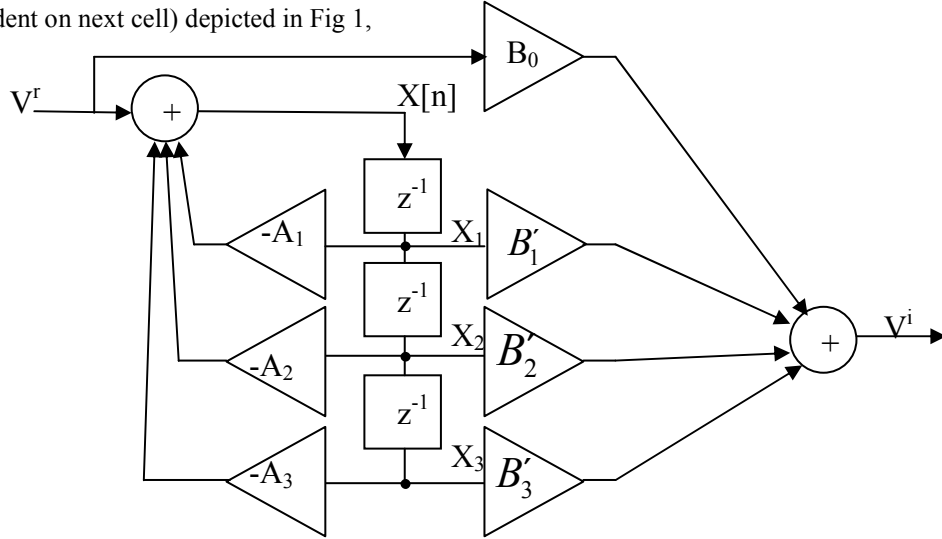 dent on next cell) depicted in Fig 1,
B₀
Vʳ
+
X[n]
z⁻¹
-A₁
X₁
B′₁
z⁻¹
-A₂
X₂
B′₂
+
Vⁱ
z⁻¹
-A₃
X₃
B′₃